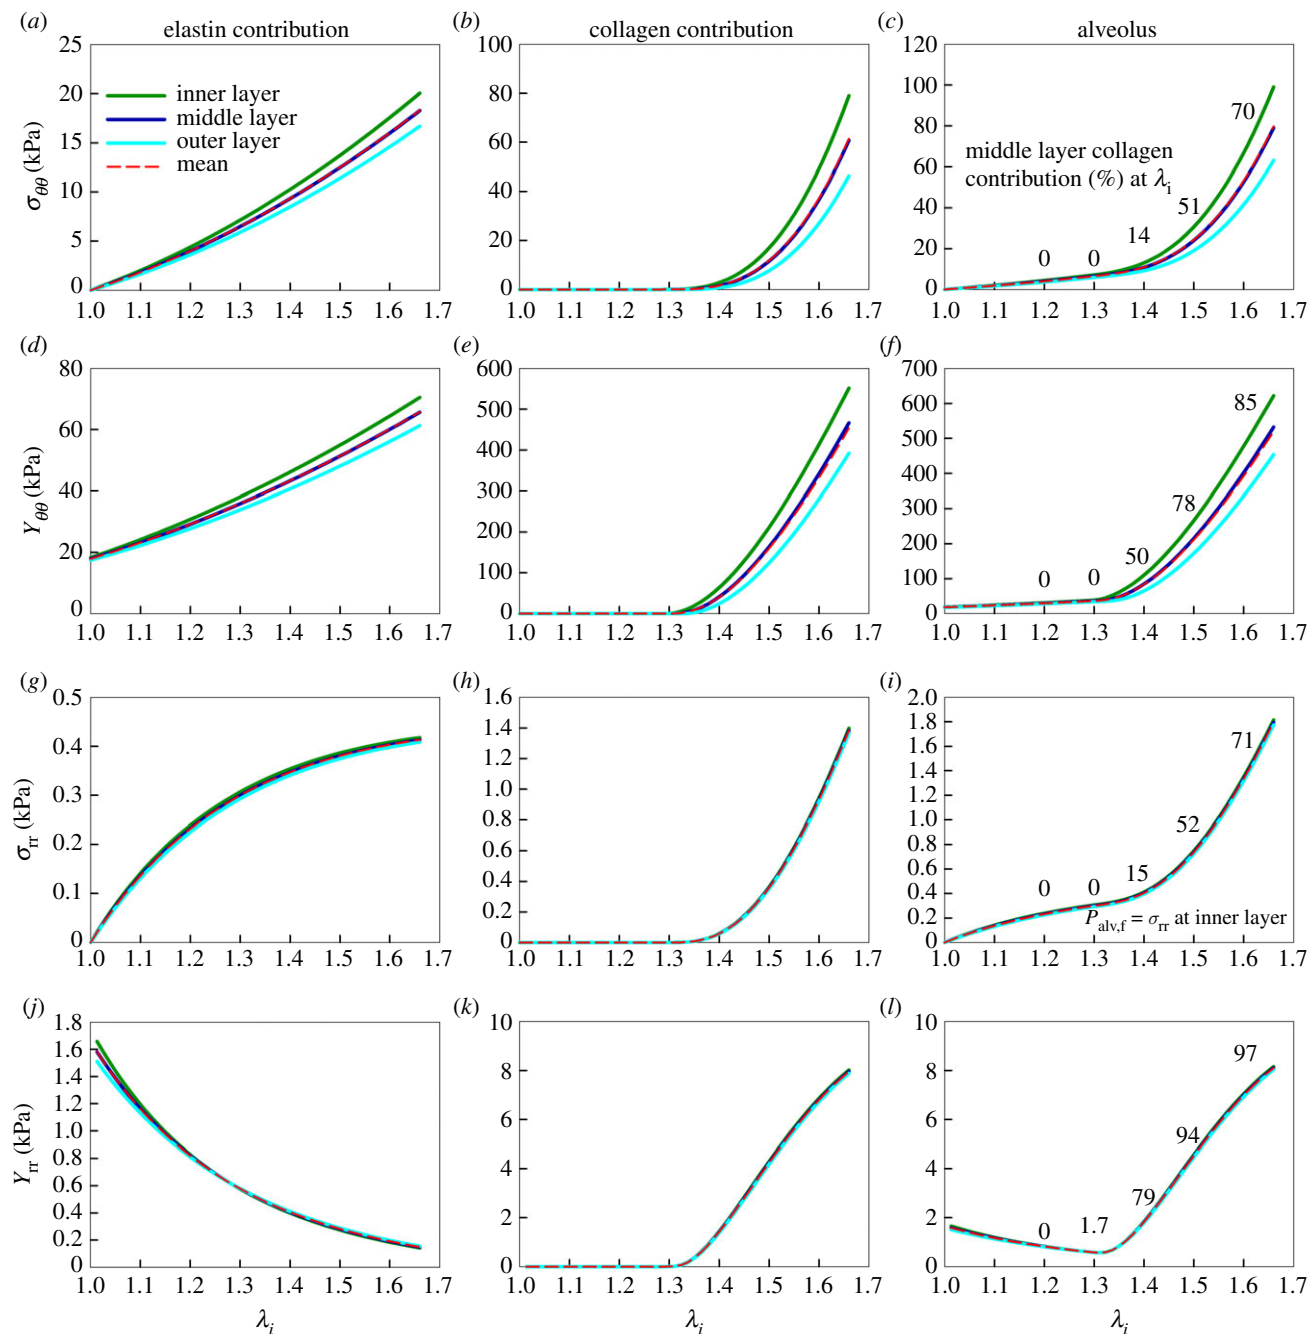 (a) elastin contribution (b) collagen contribution (c) alveolus
25
20
15
10
5
0
σθθ (kPa)
inner layer
middle layer
outer layer
mean
1.0 1.1 1.2 1.3 1.4 1.5 1.6 1.7
100
80
60
40
20
0
1.0 1.1 1.2 1.3 1.4 1.5 1.6 1.7
120
100
80
60
40
20
0
middle layer collagen
contribution (%) at λi
0 0 14 51 70
1.0 1.1 1.2 1.3 1.4 1.5 1.6 1.7
(d) (e) (f)
80
60
40
20
0
Yθθ (kPa)
1.0 1.1 1.2 1.3 1.4 1.5 1.6 1.7
600
500
400
300
200
100
0
1.0 1.1 1.2 1.3 1.4 1.5 1.6 1.7
700
600
500
400
300
200
100
0
0 0 50 78 85
1.0 1.1 1.2 1.3 1.4 1.5 1.6 1.7
(g) (h) (i)
0.5
0.4
0.3
0.2
0.1
0
σrr (kPa)
1.0 1.1 1.2 1.3 1.4 1.5 1.6 1.7
1.6
1.4
1.2
1.0
0.8
0.6
0.4
0.2
0
1.0 1.1 1.2 1.3 1.4 1.5 1.6 1.7
2.0
1.8
1.6
1.4
1.2
1.0
0.8
0.6
0.4
0.2
0
0 0 15 52 71
Palv,f = σrr at inner layer
1.0 1.1 1.2 1.3 1.4 1.5 1.6 1.7
(j) (k) (l)
1.8
1.6
1.4
1.2
1.0
0.8
0.6
0.4
0.2
0
Yrr (kPa)
1.0 1.1 1.2 1.3 1.4 1.5 1.6 1.7
λi
10
8
6
4
2
0
1.0 1.1 1.2 1.3 1.4 1.5 1.6 1.7
λi
10
8
6
4
2
0
0 1.7 79 94 97
1.0 1.1 1.2 1.3 1.4 1.5 1.6 1.7
λi